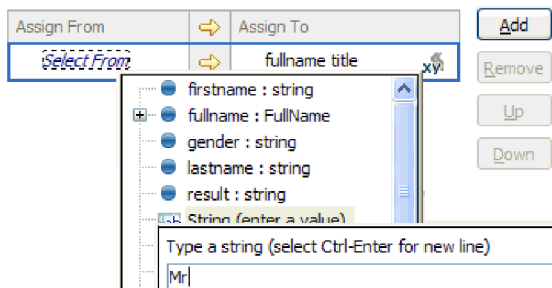 Assign From Assign To Add
Select From fullname title xy Remove
firstname : string
fullname : FullName Up
gender : string
lastname : string Down
result : string
String (enter a value)
Type a string (select Ctrl-Enter for new line)
Mr